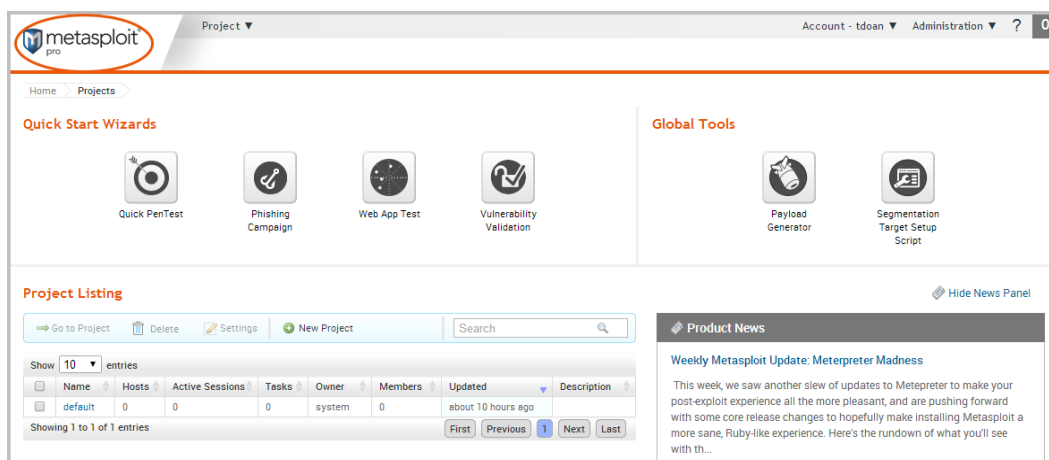 metasploit
pro
Project ▼
Account - tdoan ▼ Administration ▼ ? 0
Home Projects
Quick Start Wizards
Global Tools
Quick PenTest
Phishing Campaign
Web App Test
Vulnerability Validation
Payload Generator
Segmentation Target Setup Script
Project Listing
Hide News Panel
Go to Project Delete Settings New Project Search
Show 10 ▼ entries
Name Hosts Active Sessions Tasks Owner Members Updated Description
default 0 0 0 system 0 about 10 hours ago
Showing 1 to 1 of 1 entries First Previous 1 Next Last
Product News
Weekly Metasploit Update: Meterpreter Madness
This week, we saw another slew of updates to Metepreter to make your
post-exploit experience all the more pleasant, and are pushing forward
with some core release changes to hopefully make installing Metasploit a
more sane, Ruby-like experience. Here's the rundown of what you'll see
with th...